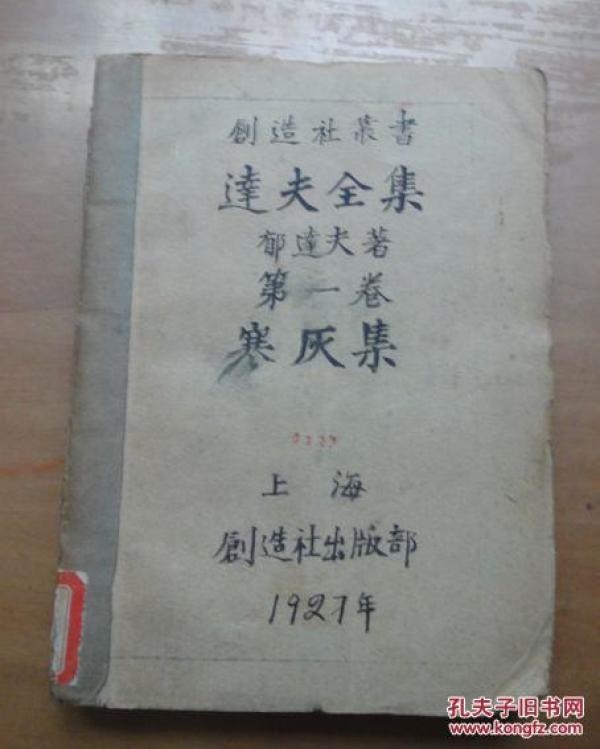 創造社叢書
達夫全集
郁達夫著
第一卷
寒灰集
上海
創造社出版部
1927年
孔夫子旧书网
www.kongfz.com